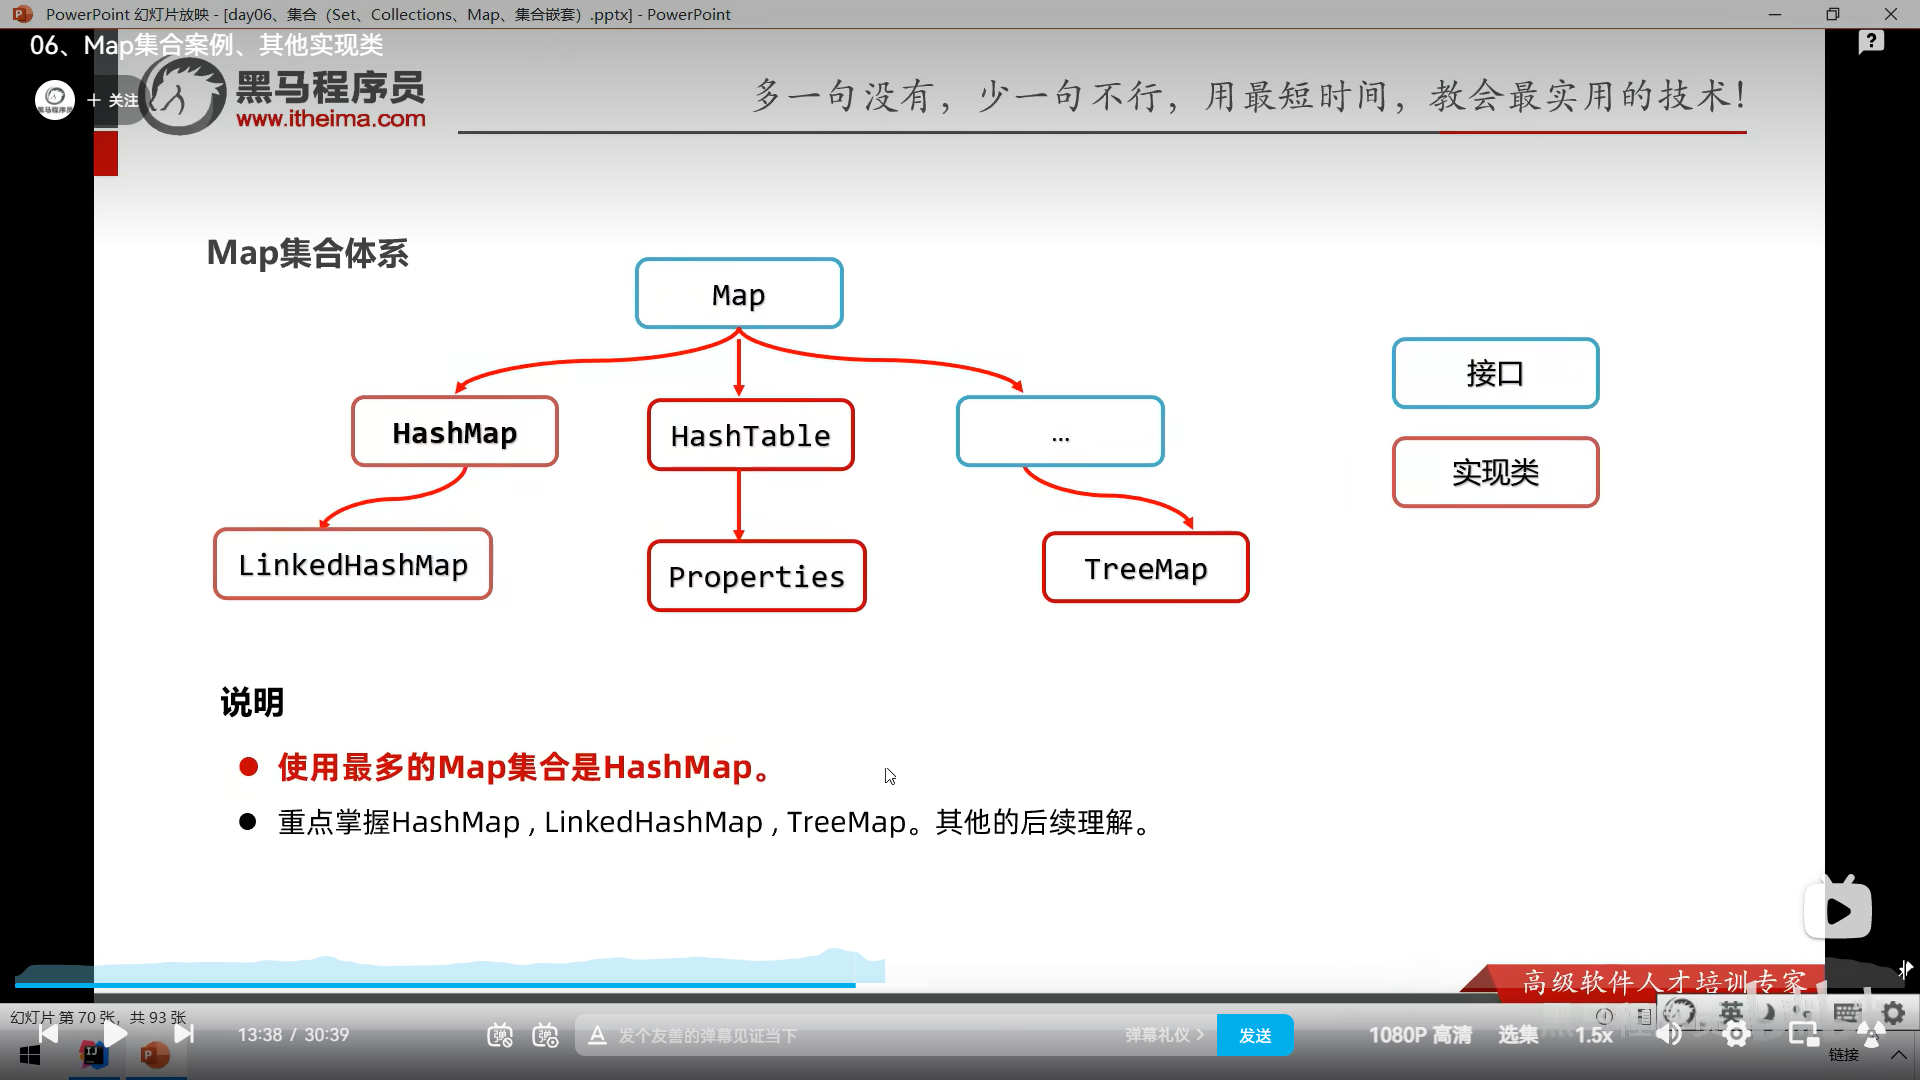 PowerPoint 幻灯片放映 - [day06、集合（Set、Collections、Map、集合嵌套）.pptx] - PowerPoint
06、Map集合案例、其他实现类
+ 关注
黑马程序员
www.itheima.com
多一句没有，少一句不行，用最短时间，教会最实用的技术！
Map集合体系
Map
接口
HashMap
HashTable
...
实现类
LinkedHashMap
Properties
TreeMap
说明
使用最多的Map集合是HashMap。
重点掌握HashMap , LinkedHashMap , TreeMap。其他的后续理解。
高级软件人才培训专家
幻灯片 第 70 张，共 93 张
英
13:38 / 30:39
发个友善的弹幕见证当下
弹幕礼仪 >
发送
1080P 高清
选集
1.5x
链接